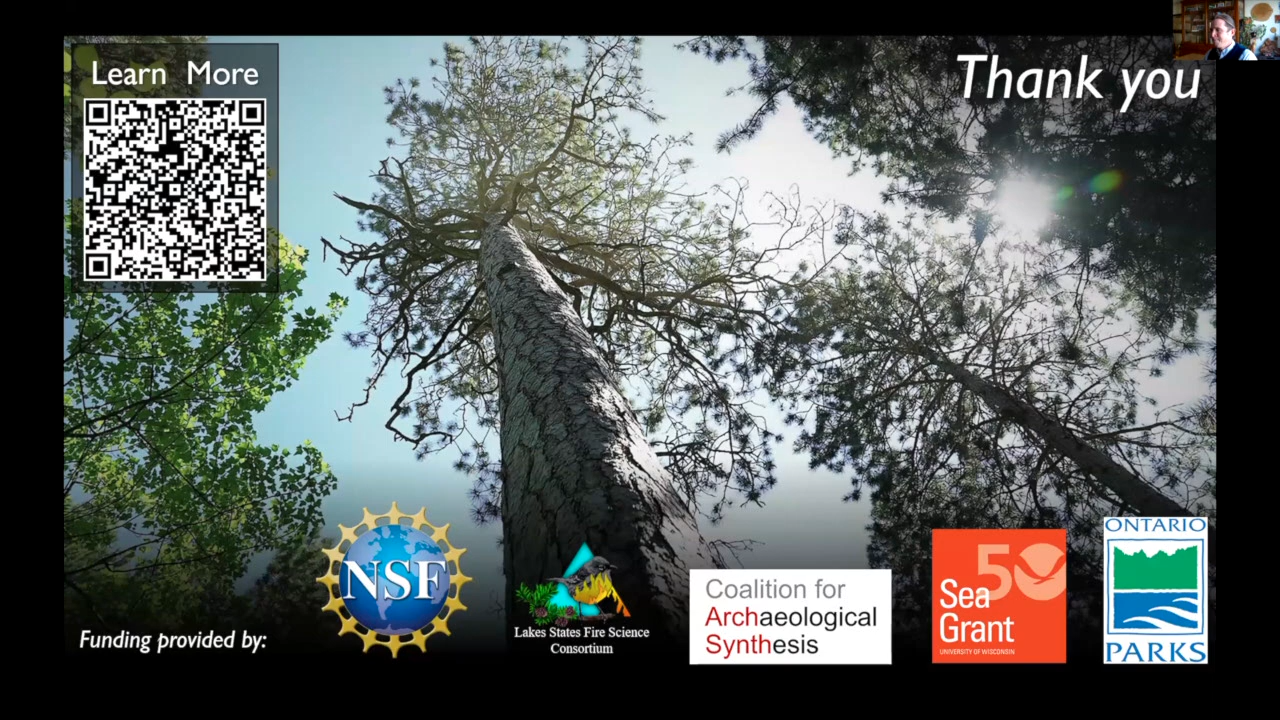 Learn More
Thank you
Funding provided by:
NSF
Lakes States Fire Science
Consortium
Coalition for
Archaeological
Synthesis
50
Sea
Grant
UNIVERSITY OF WISCONSIN
ONTARIO
PARKS